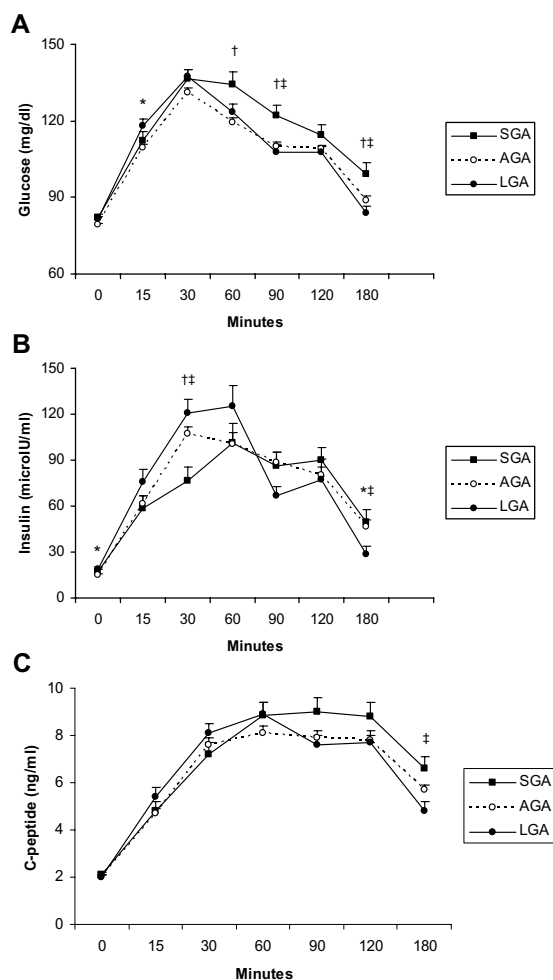 A
150
120
90
60
Glucose (mg/dl)
*
†
†‡
†‡
SGA
AGA
LGA
0 15 30 60 90 120 180
Minutes
B
150
120
90
60
30
0
Insulin (microIU/ml)
*
†‡
*‡
SGA
AGA
LGA
0 15 30 60 90 120 180
Minutes
C
10
8
6
4
2
0
C-peptide (ng/ml)
‡
SGA
AGA
LGA
0 15 30 60 90 120 180
Minutes